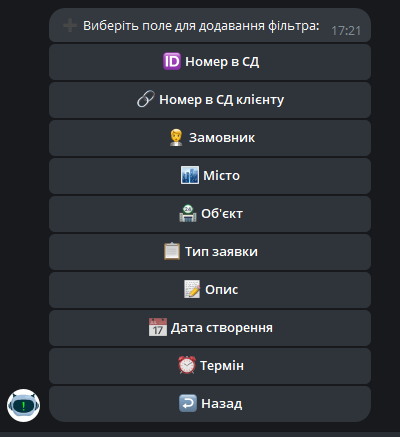 ➕ Виберіть поле для додавання фільтра: 17:21
🆔 Номер в СД
🔗 Номер в СД клієнту
🤵 Замовник
🏙 Місто
🏧 Об'єкт
📋 Тип заявки
📝 Опис
📅 Дата створення
⏰ Термін
↩️ Назад